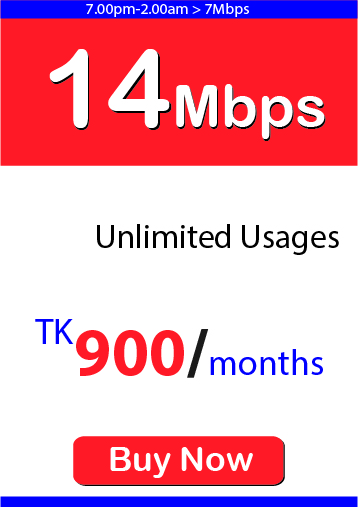 7.00pm-2.00am > 7Mbps
14Mbps
Unlimited Usages
TK900/months
Buy Now